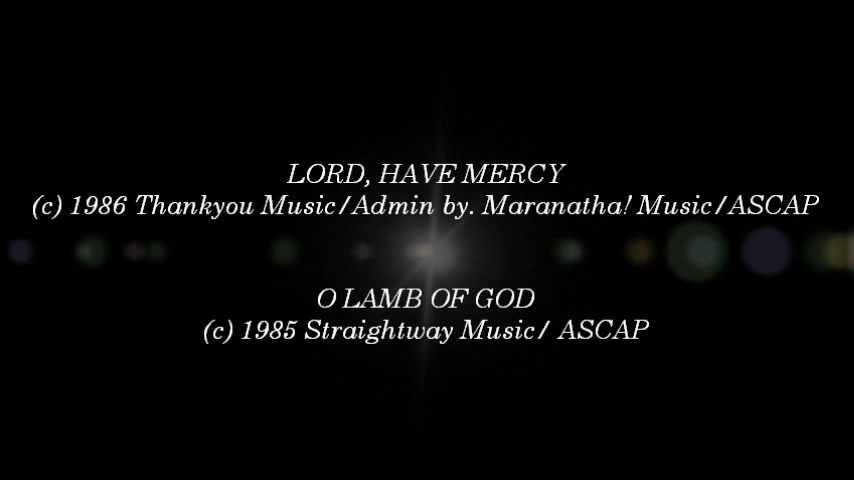 LORD, HAVE MERCY
(c) 1986 Thankyou Music/Admin by. Maranatha! Music/ASCAP
O LAMB OF GOD
(c) 1985 Straightway Music/ ASCAP